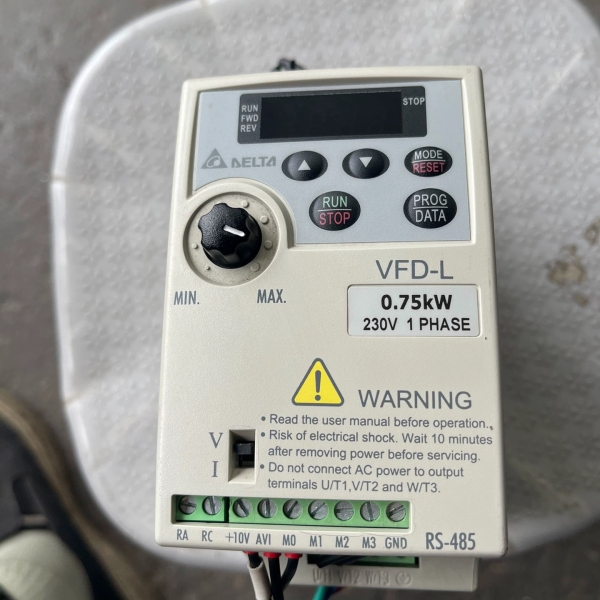 RUN
FWD
REV
STOP
DELTA
MODE
RESET
RUN
STOP
PROG
DATA
MIN.
MAX.
VFD-L
0.75kW
230V 1 PHASE
WARNING
• Read the user manual before operation.
• Risk of electrical shock. Wait 10 minutes
after removing power before servicing.
• Do not connect AC power to output
terminals U/T1,V/T2 and W/T3.
V
I
RA RC +10V AVI M0 M1 M2 M3 GND RS-485
U/T1 V/T2 W/T3